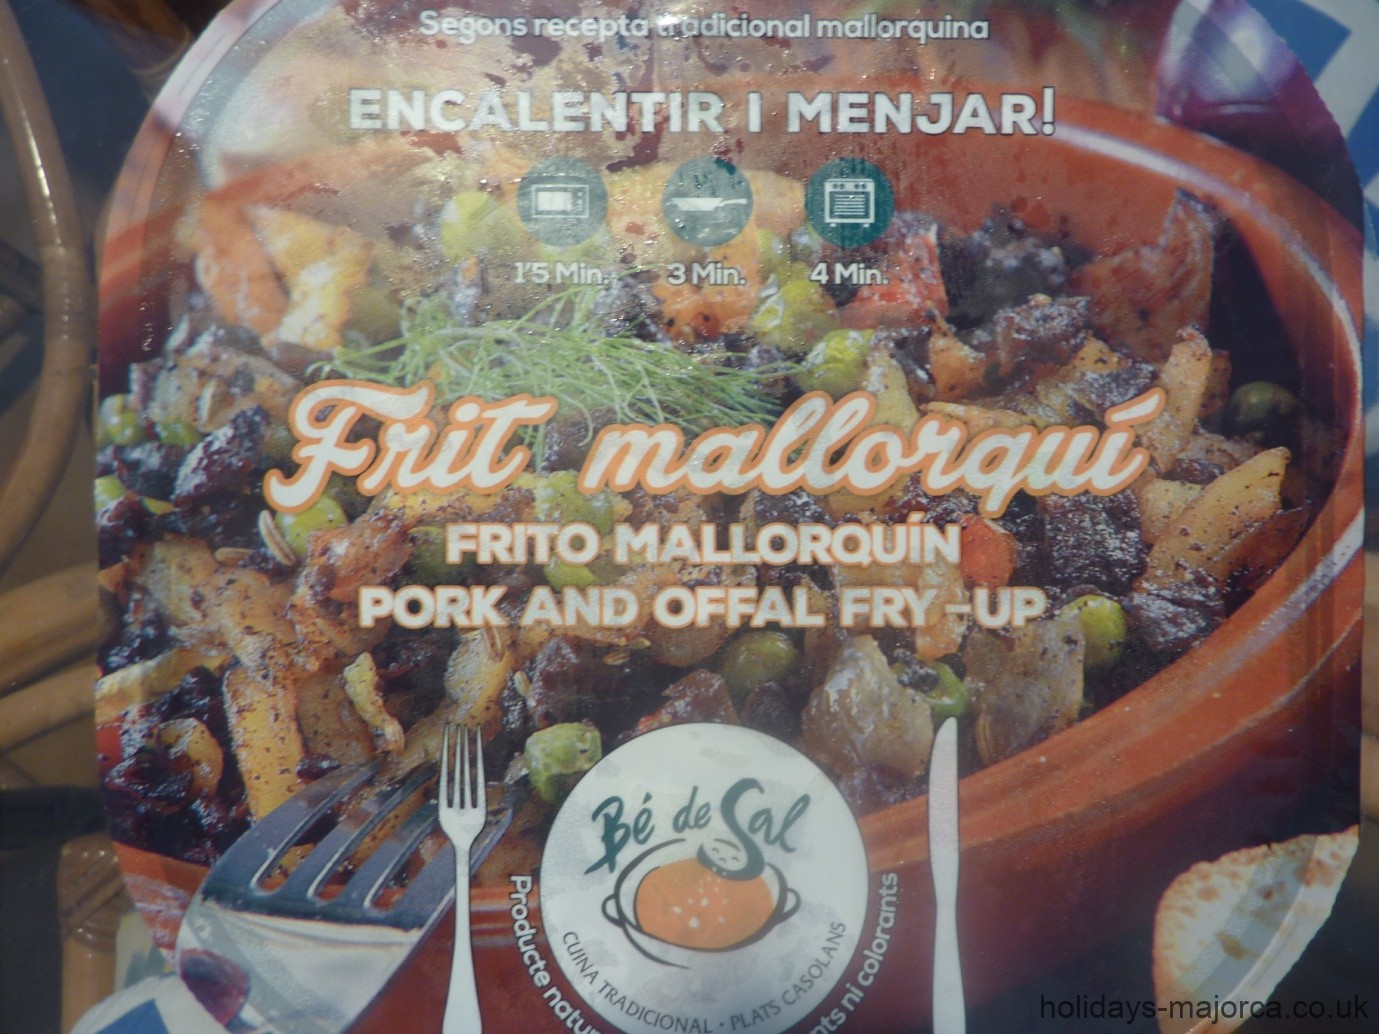 Segons recepta tradicional mallorquina
ENCALENTIR I MENJAR!
1'5 Min. 3 Min. 4 Min.
Frit mallorquí
FRITO MALLORQUÍN
PORK AND OFFAL FRY-UP
Bé de Sal
CUINA TRADICIONAL · PLATS CASOLANS
Producte
ni colorants
holidays-majorca.co.uk